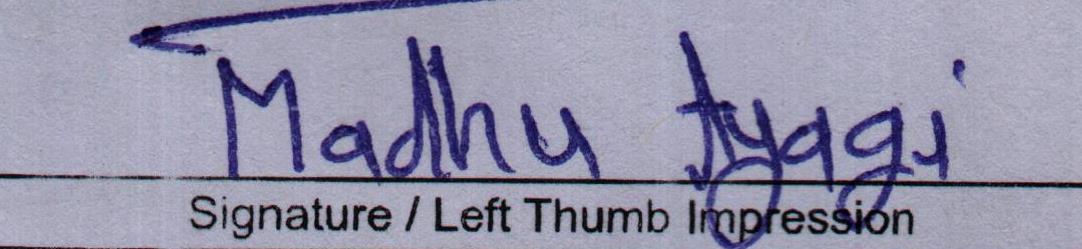 Madhu tyagi
Signature / Left Thumb Impression